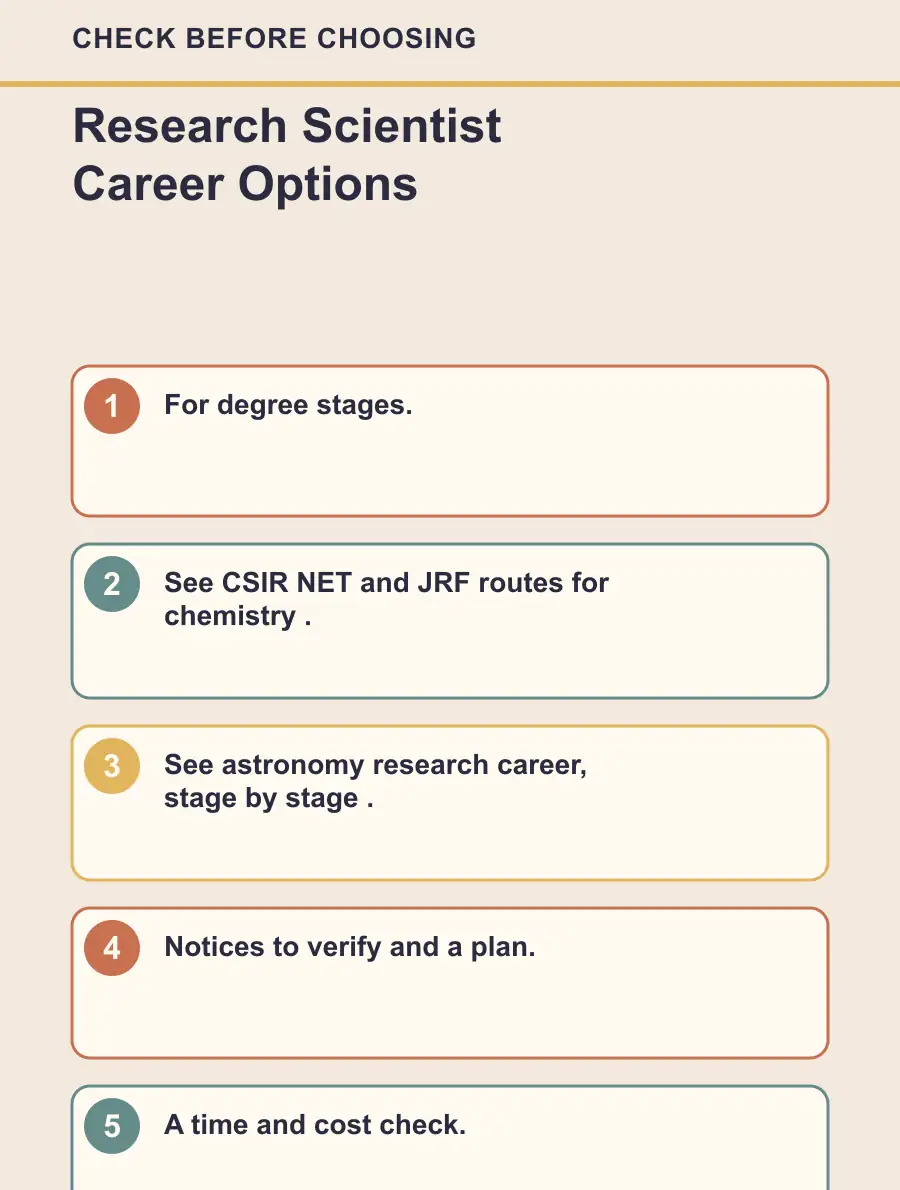 CHECK BEFORE CHOOSING
Research Scientist
Career Options
1
For degree stages.
2
See CSIR NET and JRF routes for
chemistry .
3
See astronomy research career,
stage by stage .
4
Notices to verify and a plan.
5
A time and cost check.